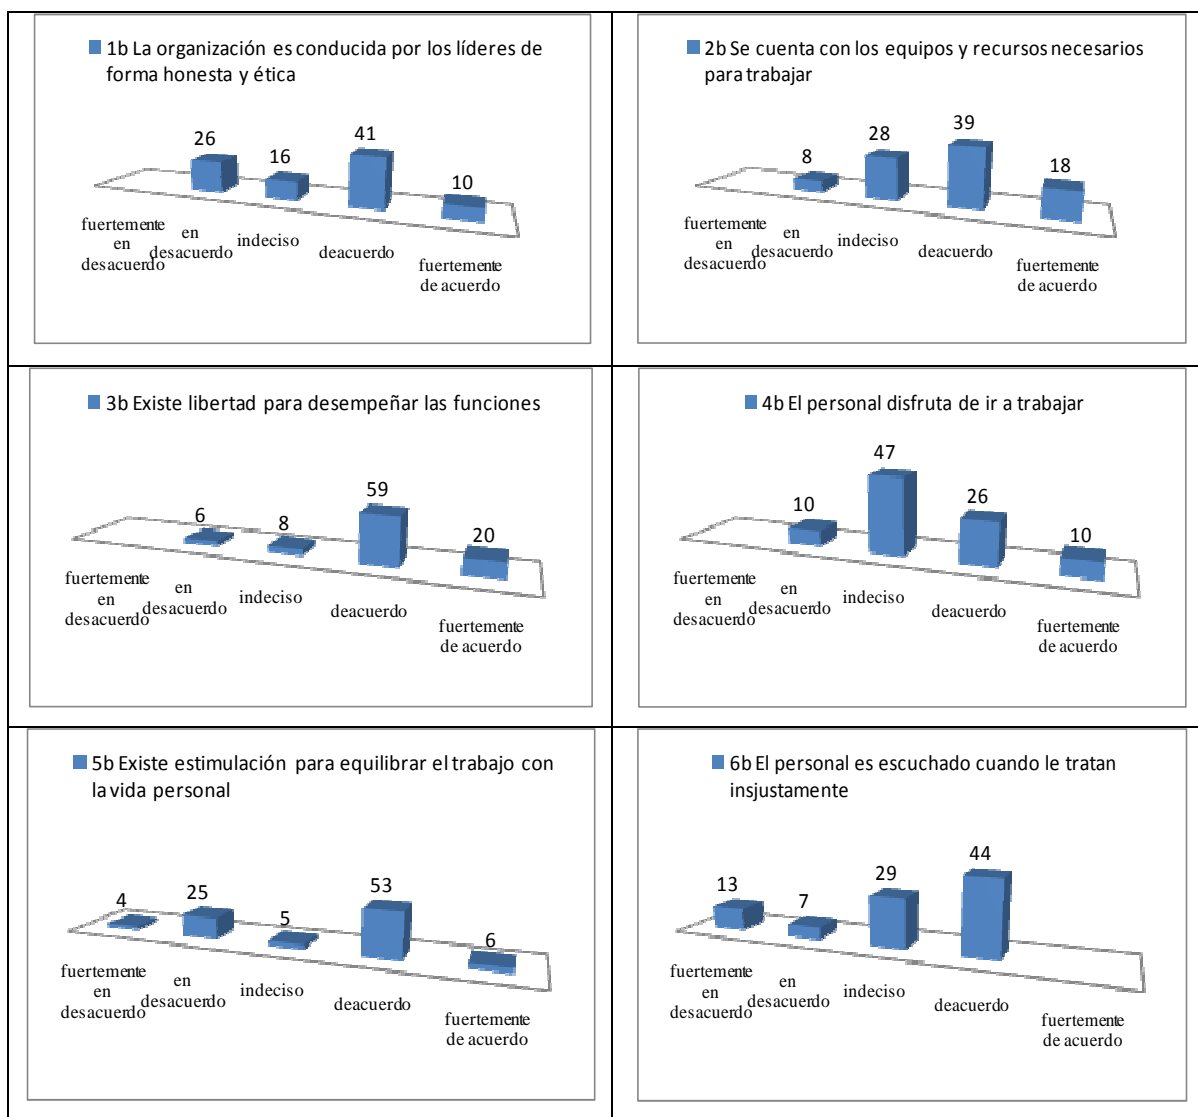 1b La organización es conducida por los líderes de
forma honesta y ética
26
16
41
10
fuertemente
en
desacuerdo
en
desacuerdo
indeciso
deacuerdo
fuertemente
de acuerdo
2b Se cuenta con los equipos y recursos necesarios
para trabajar
8
28
39
18
fuertemente
en
desacuerdo
en
desacuerdo
indeciso
deacuerdo
fuertemente
de acuerdo
3b Existe libertad para desempeñar las funciones
6
8
59
20
fuertemente
en
desacuerdo
en
desacuerdo
indeciso
deacuerdo
fuertemente
de acuerdo
4b El personal disfruta de ir a trabajar
10
47
26
10
fuertemente
en
desacuerdo
en
desacuerdo
indeciso
deacuerdo
fuertemente
de acuerdo
5b Existe estimulación para equilibrar el trabajo con
la vida personal
4
25
5
53
6
fuertemente
en
desacuerdo
en
desacuerdo
indeciso
deacuerdo
fuertemente
de acuerdo
6b El personal es escuchado cuando le tratan
insjustamente
13
7
29
44
fuertemente
en
desacuerdo
en
desacuerdo
indeciso
deacuerdo
fuertemente
de acuerdo